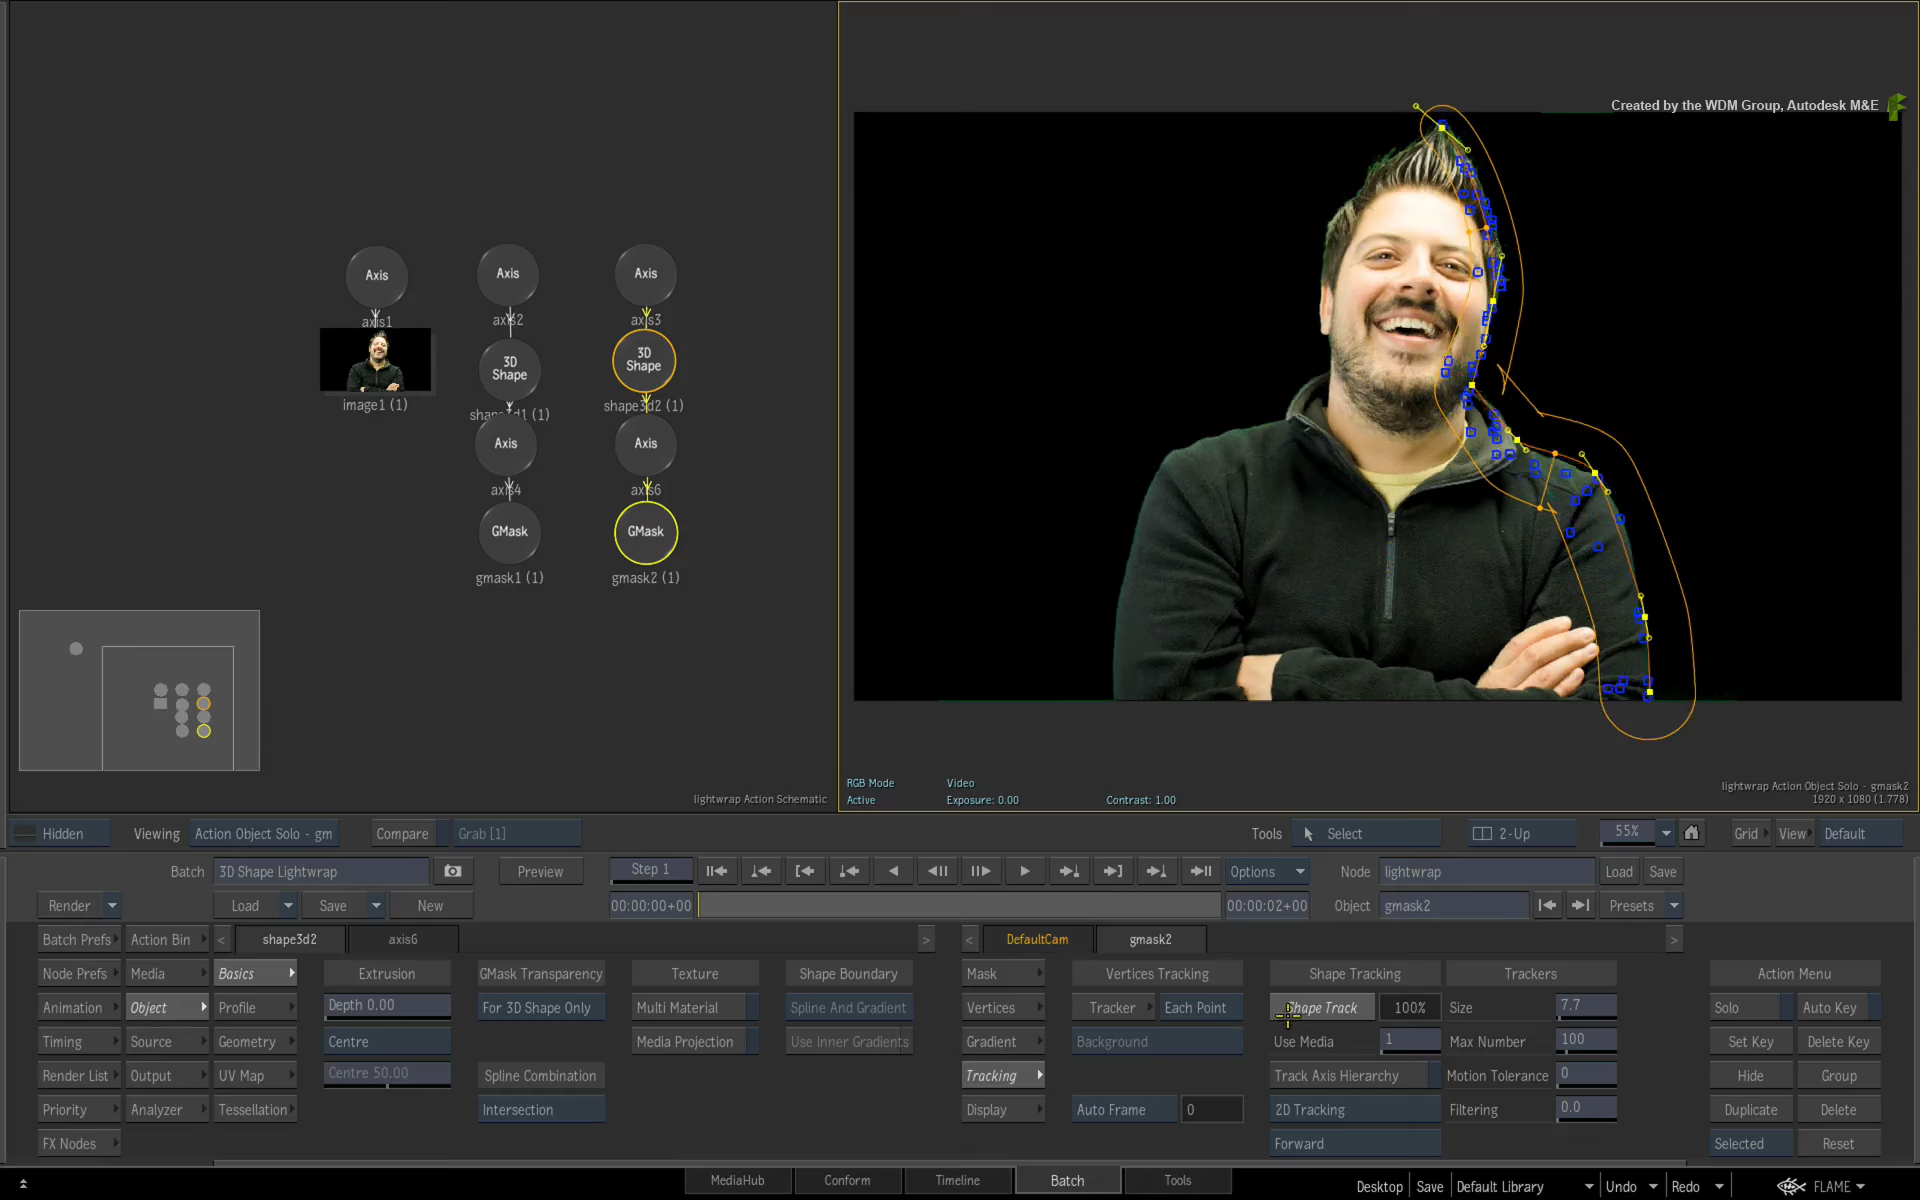 Created by the WDM Group, Autodesk M&E
Axis Axis Axis
axis1 axis2 axis3
3D Shape 3D Shape
image1 (1) (1) shape3d2 (1)
Axis Axis
axis4 axis6
GMask GMask
gmask1 (1) gmask2 (1)
RGB Mode Video
Active Exposure: 0.00 Contrast: 1.00
lightwrap Action Schematic
lightwrap Action Object Solo - gmask2
1920 x 1080 (1.778)
Hidden Viewing Action Object Solo - gm Compare Grab [1] Tools Select 2-Up 55% Grid View Default
Batch 3D Shape Lightwrap Preview Step 1 Options Node lightwrap Load Save
Render Load Save New 00:00:00+00 00:00:02+00 Object gmask2 Presets
Batch Prefs Action Bin < shape3d2 axis6 > < DefaultCam gmask2 >
Node Prefs Media Basics Extrusion GMask Transparency Texture Shape Boundary Mask Vertices Tracking Shape Tracking Trackers Action Menu
Animation Object Profile Depth 0.00 For 3D Shape Only Multi Material Spline And Gradient Vertices Tracker Each Point Shape Track 100% Size 7.7 Solo Auto Key
Timing Source Geometry Centre Media Projection Use Inner Gradients Gradient Background Use Media 1 Max Number 100 Set Key Delete Key
Render List Output UV Map Centre 50.00 Spline Combination Tracking Track Axis Hierarchy Motion Tolerance 0 Hide Group
Priority Analyzer Tessellation Intersection Display Auto Frame 0 2D Tracking Filtering 0.0 Duplicate Delete
FX Nodes Forward Selected Reset
MediaHub Conform Timeline Batch Tools Desktop Save Default Library Undo Redo FLAME